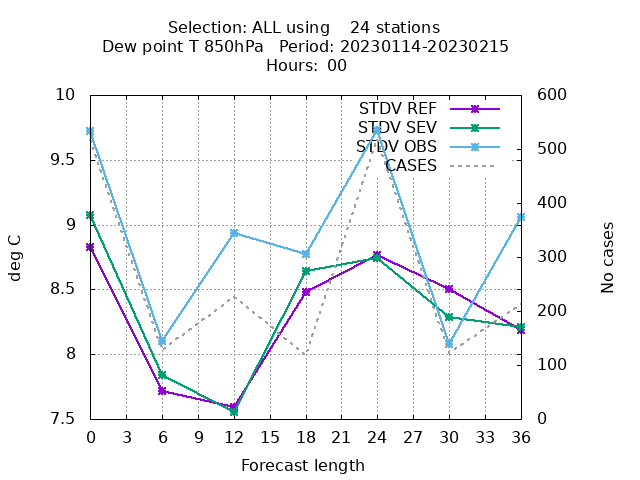 Selection: ALL using    24 stations
Dew point T 850hPa   Period: 20230114-20230215
Hours: 00
10
600
STDV REF
STDV SEV
STDV OBS
CASES
9.5
500
9
400
deg C
No cases
8.5
300
200
8
100
7.5
0
0 3 6 9 12 15 18 21 24 27 30 33 36
Forecast length